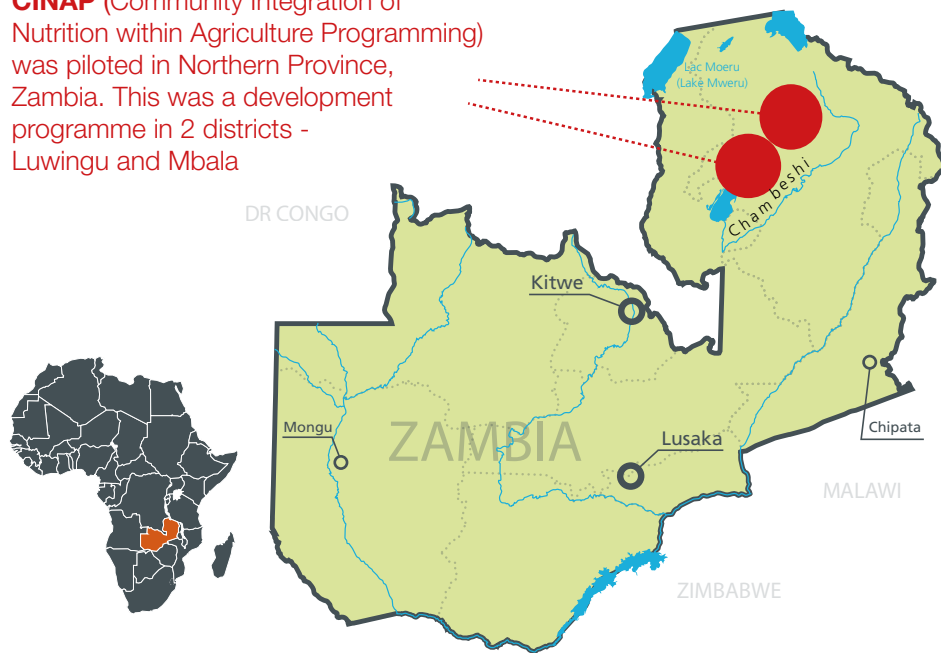 CINAP (Community Integration of
Nutrition within Agriculture Programming)
was piloted in Northern Province,
Zambia. This was a development
programme in 2 districts -
Luwingu and Mbala
Lac Moeru
(Lake Mweru)
Chambeshi
DR CONGO
Kitwe
Mongu
ZAMBIA
Lusaka
Chipata
MALAWI
ZIMBABWE